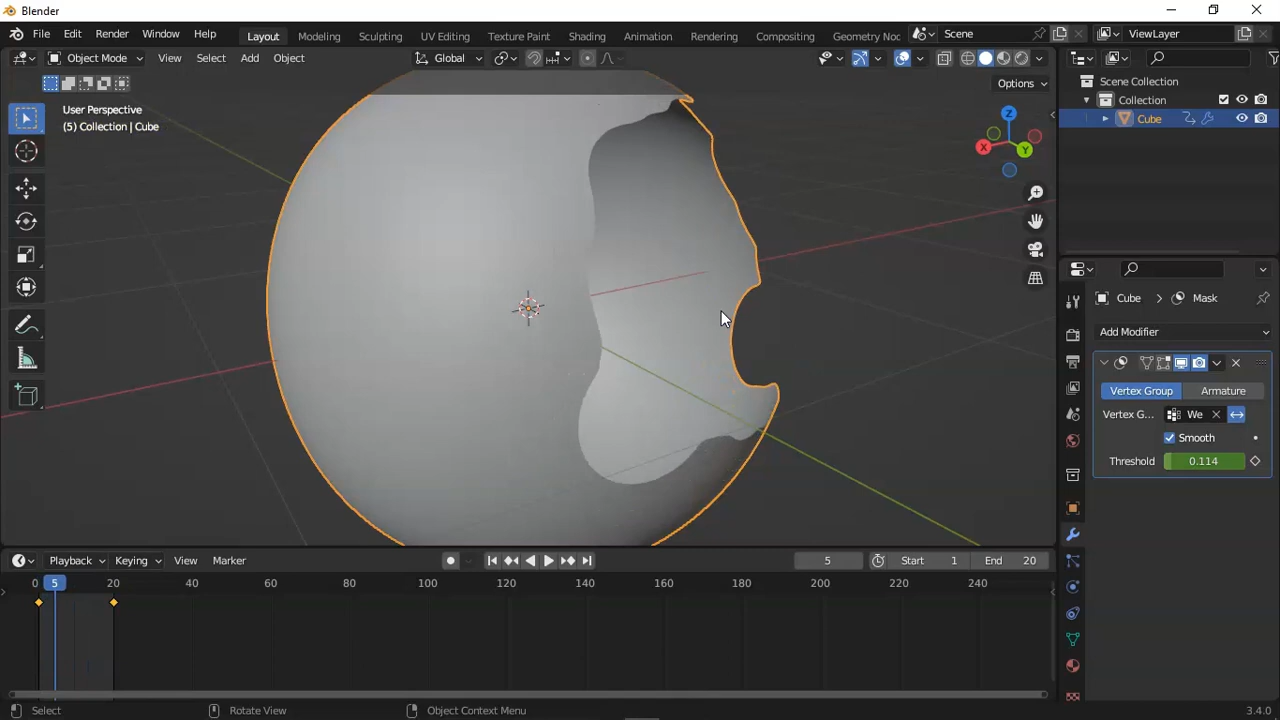 Blender
File Edit Render Window Help
Layout Modeling Sculpting UV Editing Texture Paint Shading Animation Rendering Compositing Geometry Noc
Scene
ViewLayer
Object Mode View Select Add Object
Global
Options
User Perspective
(5) Collection | Cube
X
Y
Z
Scene Collection
Collection
Cube
Cube > Mask
Add Modifier
Vertex Group Armature
Vertex G... We
Smooth
Threshold 0.114
Playback Keying View Marker
5 Start 1 End 20
0 5 20 40 60 80 100 120 140 160 180 200 220 240
Select Rotate View Object Context Menu
3.4.0